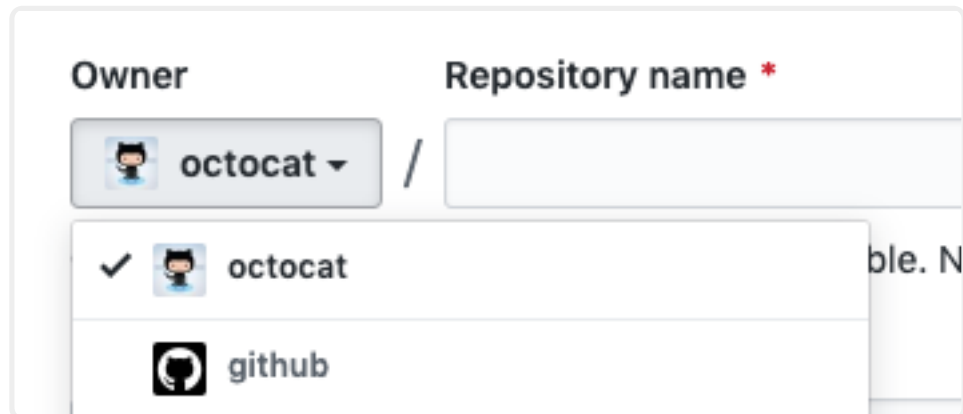 Owner Repository name *
octocat /
octocat ble. N
github